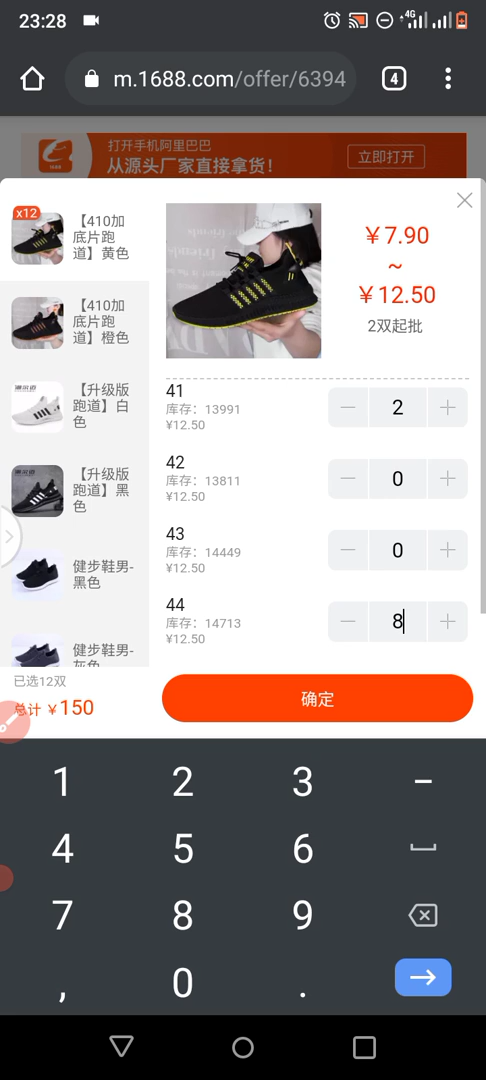 23:28
4G
m.1688.com/offer/6394
4
打开手机阿里巴巴
从源头厂家直接拿货！
立即打开
1688
x12
【410加
底片跑
道】黄色
【410加
底片跑
道】橙色
【升级版
跑道】白
色
【升级版
跑道】黑
色
健步鞋男-
黑色
健步鞋男-
灰色
￥7.90
~
￥12.50
2双起批
41
库存：13991
¥12.50
2
42
库存：13811
¥12.50
0
43
库存：14449
¥12.50
0
44
库存：14713
¥12.50
8
已选12双
总计 ￥150
确定
1 2 3 -
4 5 6
7 8 9
, 0 .